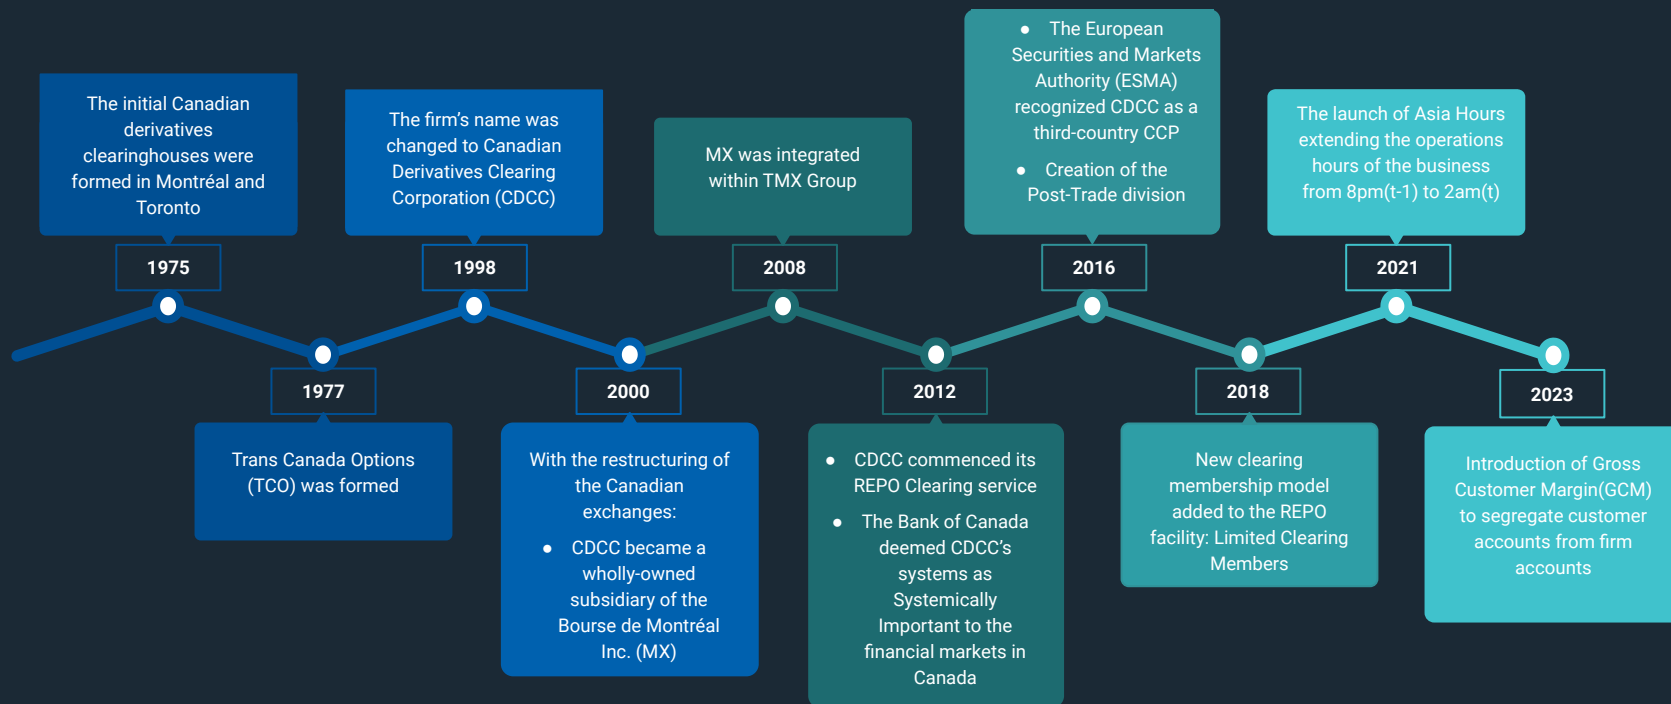 The initial Canadian
derivatives
clearinghouses were
formed in Montréal and
Toronto
1975
1977
Trans Canada Options
(TCO) was formed
The firm’s name was
changed to Canadian
Derivatives Clearing
Corporation (CDCC)
1998
2000
With the restructuring of
the Canadian
exchanges:
● CDCC became a
wholly-owned
subsidiary of the
Bourse de Montréal
Inc. (MX)
MX was integrated
within TMX Group
2008
2012
● CDCC commenced its
REPO Clearing service
● The Bank of Canada
deemed CDCC’s
systems as
Systemically
Important to the
financial markets in
Canada
● The European
Securities and Markets
Authority (ESMA)
recognized CDCC as a
third-country CCP
● Creation of the
Post-Trade division
2016
2018
New clearing
membership model
added to the REPO
facility: Limited Clearing
Members
The launch of Asia Hours
extending the operations
hours of the business
from 8pm(t-1) to 2am(t)
2021
2023
Introduction of Gross
Customer Margin(GCM)
to segregate customer
accounts from firm
accounts